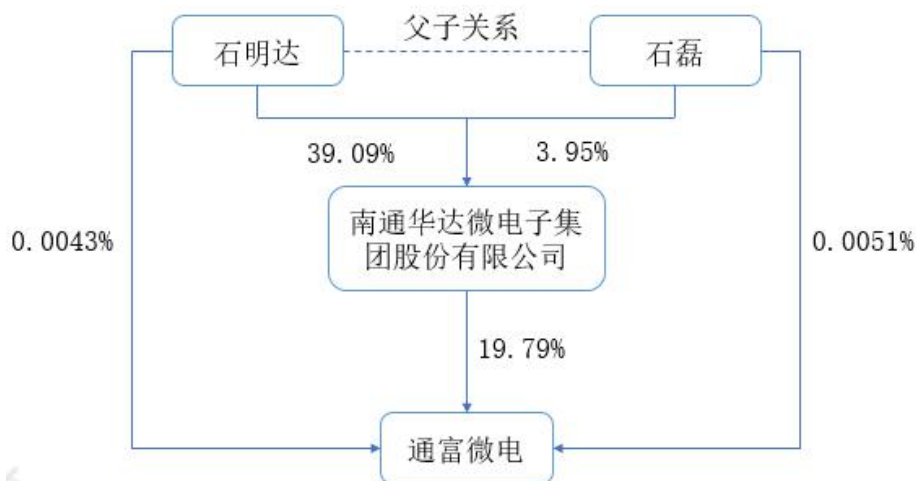 父子关系
石明达
石磊
39.09%
3.95%
南通华达微电子集
团股份有限公司
0.0043%
0.0051%
19.79%
通富微电